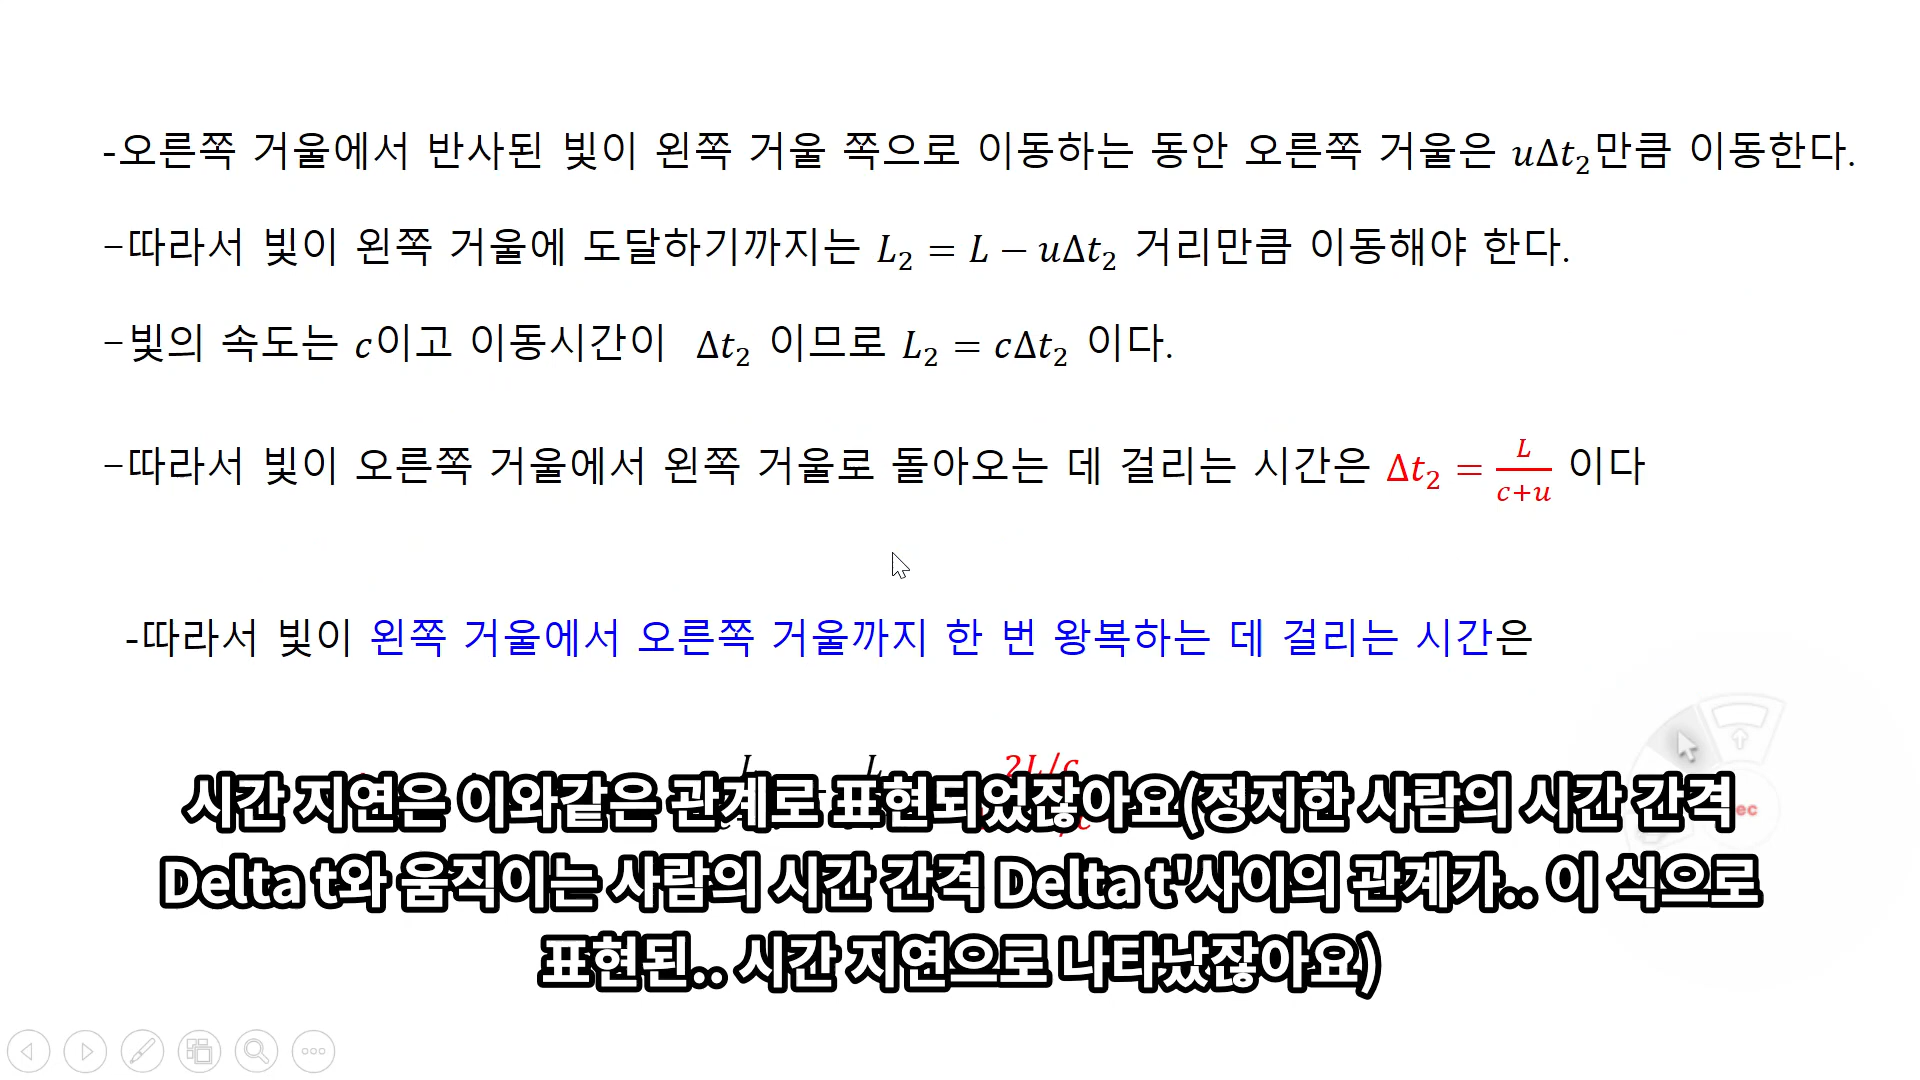 -오른쪽 거울에서 반사된 빛이 왼쪽 거울 쪽으로 이동하는 동안 오른쪽 거울은 uΔt₂만큼 이동한다.
-따라서 빛이 왼쪽 거울에 도달하기까지는 L₂ = L − uΔt₂ 거리만큼 이동해야 한다.
-빛의 속도는 c이고 이동시간이 Δt₂ 이므로 L₂ = cΔt₂ 이다.
-따라서 빛이 오른쪽 거울에서 왼쪽 거울로 돌아오는 데 걸리는 시간은 Δt₂ = L/(c+u) 이다
-따라서 빛이 왼쪽 거울에서 오른쪽 거울까지 한 번 왕복하는 데 걸리는 시간은
2L/c
시간 지연은 이와같은 관계로 표현되었잖아요(정지한 사람의 시간 간격
Delta t와 움직이는 사람의 시간 간격 Delta t'사이의 관계가.. 이 식으로
표현된.. 시간 지연으로 나타났잖아요)